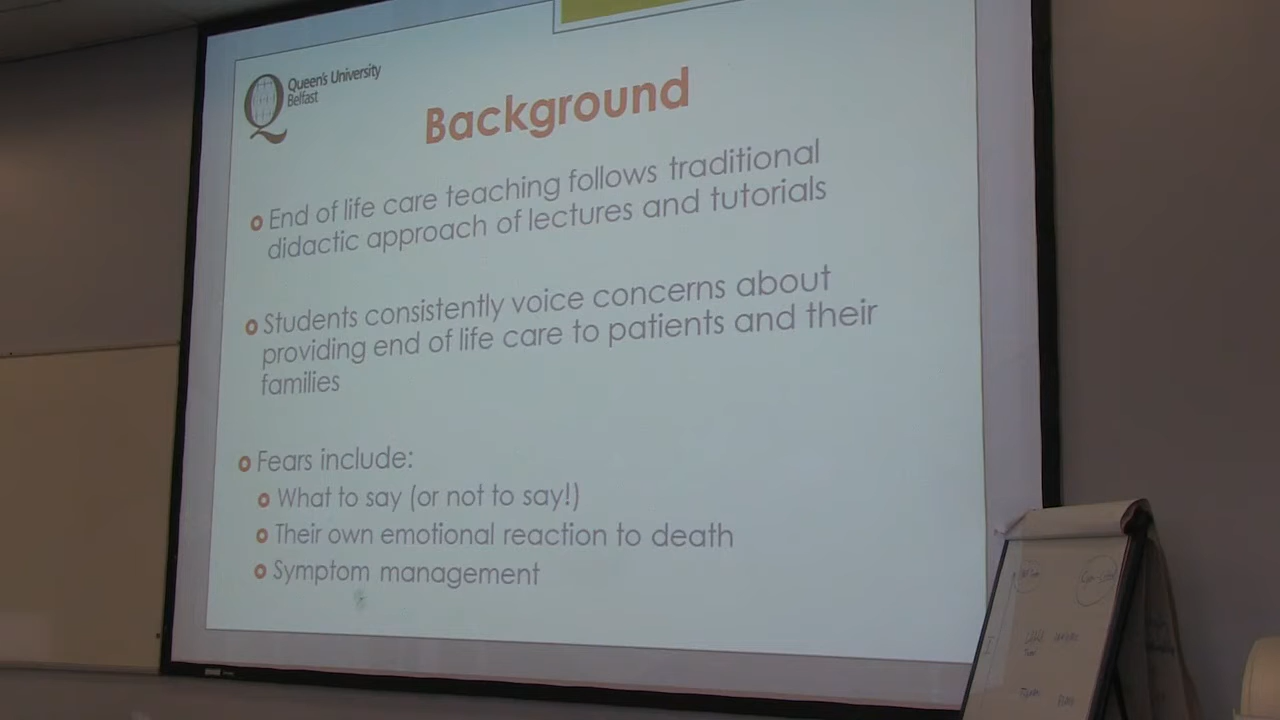 Queen's University
Belfast
Background
End of life care teaching follows traditional
didactic approach of lectures and tutorials
Students consistently voice concerns about
providing end of life care to patients and their
families
Fears include:
What to say (or not to say!)
Their own emotional reaction to death
Symptom management